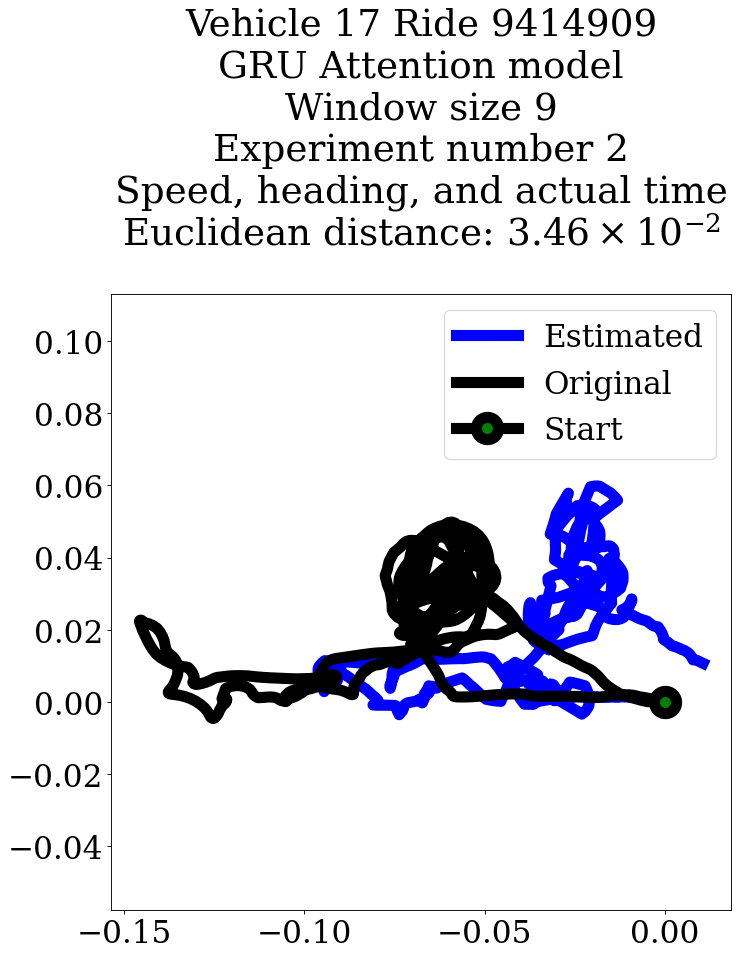 Vehicle 17 Ride 9414909
GRU Attention model
Window size 9
Experiment number 2
Speed, heading, and actual time
Euclidean distance: 3.46 × 10⁻²
Estimated
Original
Start
0.10
0.08
0.06
0.04
0.02
0.00
−0.02
−0.04
−0.15 −0.10 −0.05 0.00